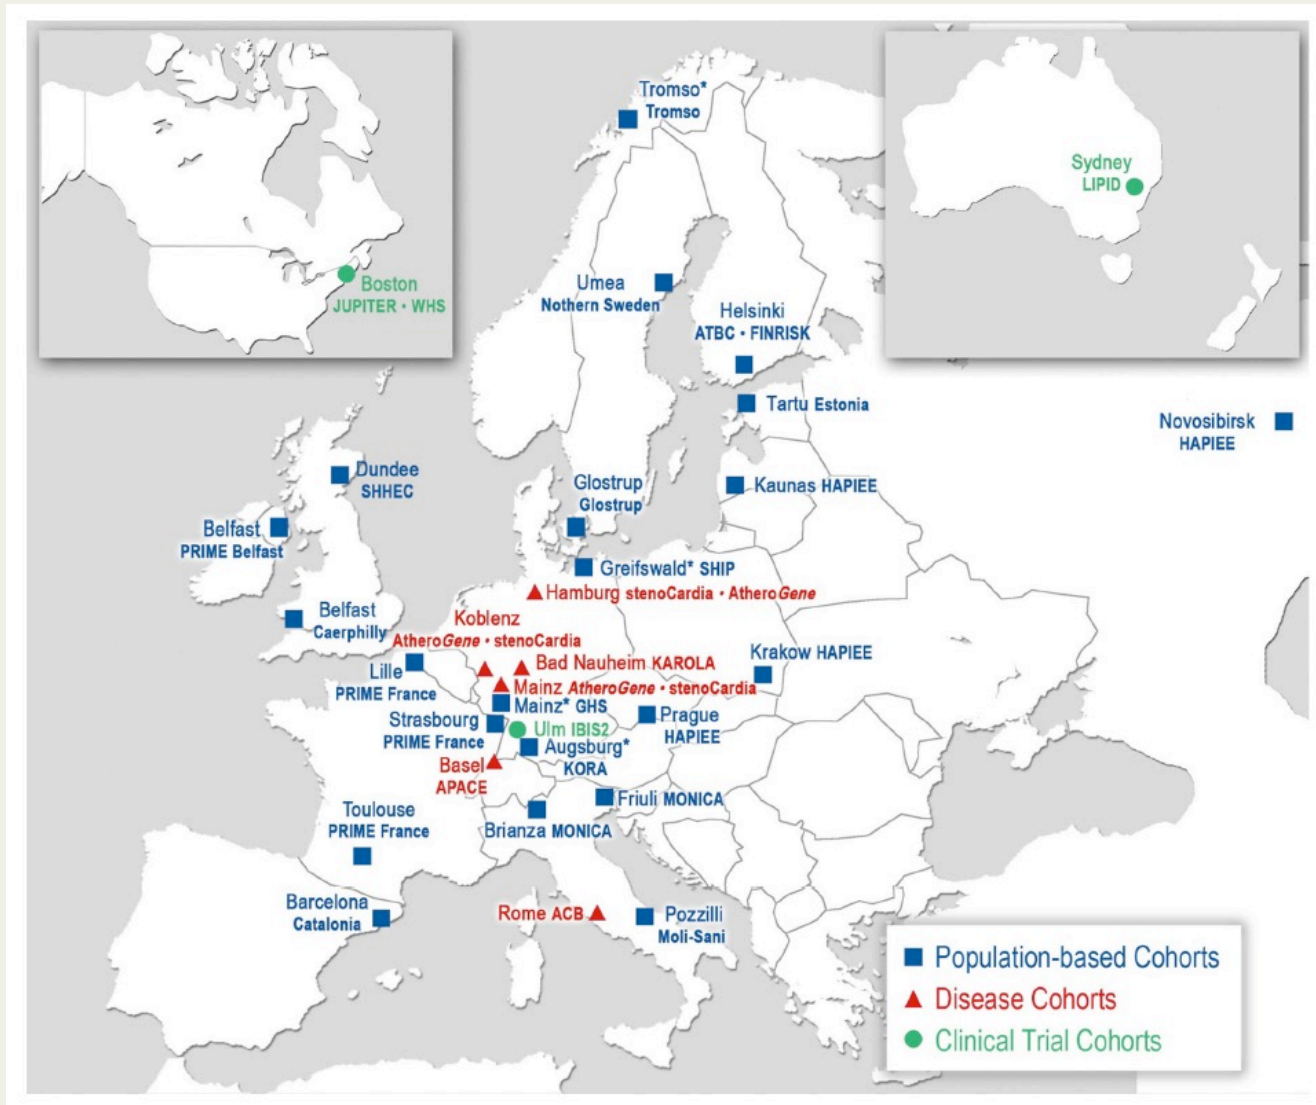 Tromso*
Tromso
Boston
JUPITER • WHS
Sydney
LIPID
Umea
Nothern Sweden
Helsinki
ATBC • FINRISK
Tartu Estonia
Novosibirsk
HAPIEE
Dundee
SHHEC
Glostrup
Glostrup
Kaunas HAPIEE
Belfast
PRIME Belfast
Greifswald* SHIP
Hamburg stenoCardia • AtheroGene
Belfast
Caerphilly
Koblenz
AtheroGene • stenoCardia
Krakow HAPIEE
Lille
PRIME France
Bad Nauheim KAROLA
Mainz AtheroGene • stenoCardia
Mainz* GHS
Strasbourg
PRIME France
Prague
HAPIEE
Ulm IBIS2
Augsburg*
KORA
Basel
APACE
Friuli MONICA
Toulouse
PRIME France
Brianza MONICA
Barcelona
Catalonia
Rome ACB
Pozzilli
Moli-Sani
Population-based Cohorts
Disease Cohorts
Clinical Trial Cohorts